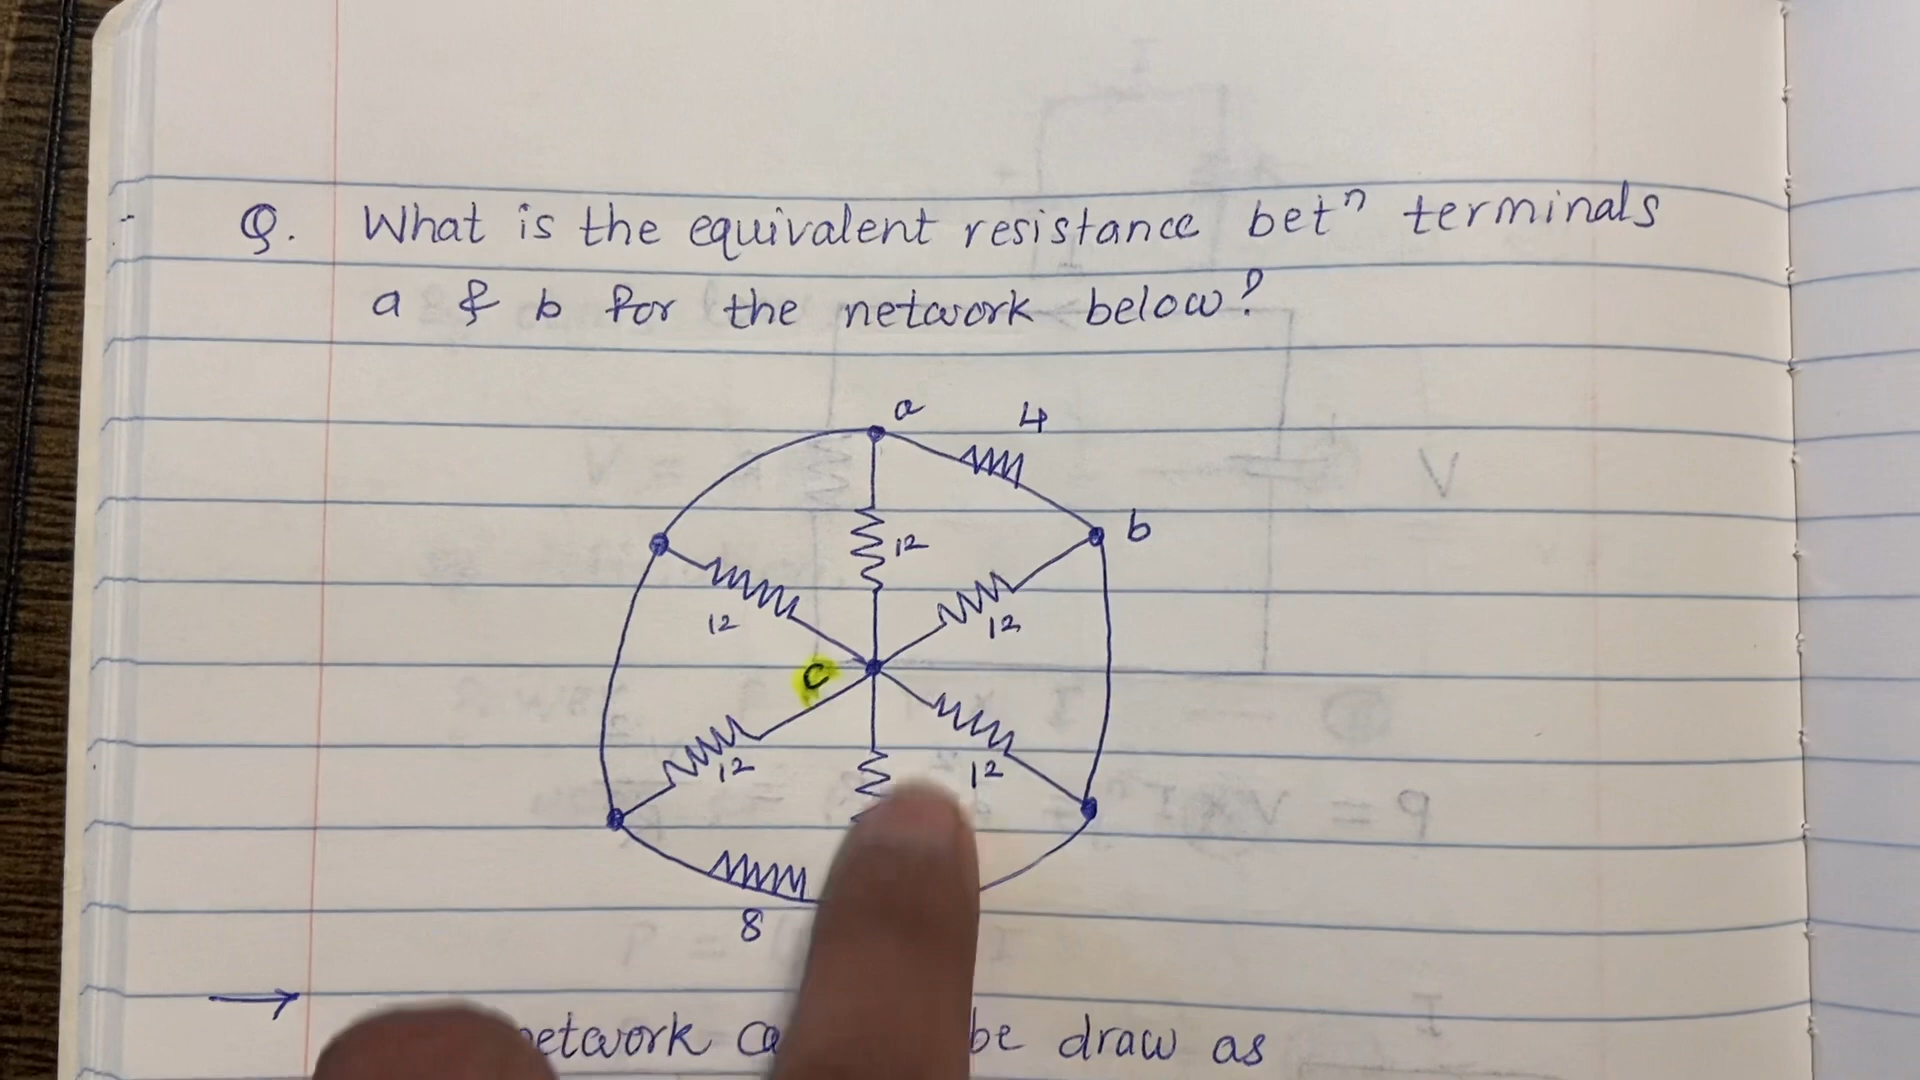 Q. What is the equivalent resistance betⁿ terminals
a & b for the network below?
a
4
b
12
12
12
C
12
12
8
be draw as